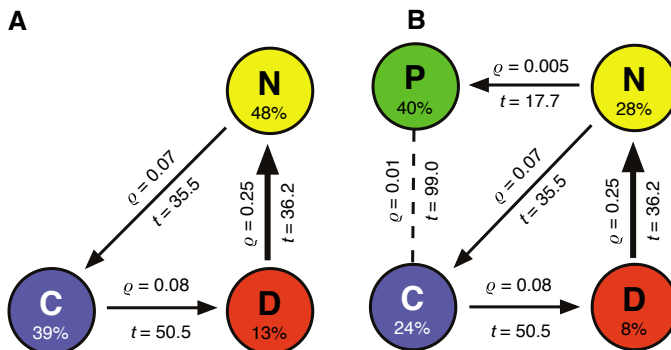 A
N
48%
ϱ = 0.07
t = 35.5
ϱ = 0.25
t = 36.2
C
39%
ϱ = 0.08
t = 50.5
D
13%
B
P
40%
ϱ = 0.005
t = 17.7
N
28%
ϱ = 0.01
t = 99.0
ϱ = 0.07
t = 35.5
ϱ = 0.25
t = 36.2
C
24%
ϱ = 0.08
t = 50.5
D
8%